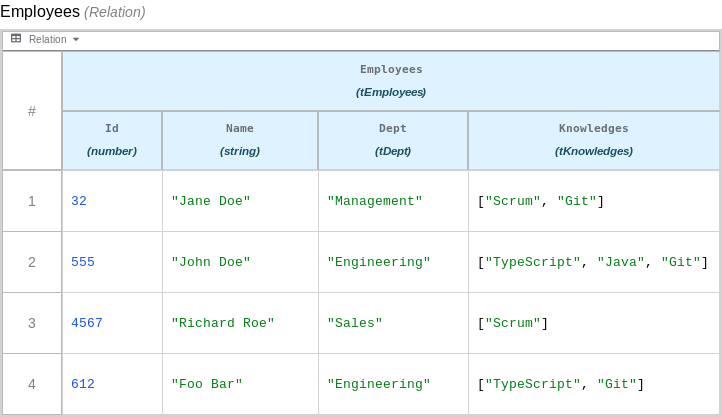 Employees (Relation)
Relation
# Employees
(tEmployees)
Id Name Dept Knowledges
(number) (string) (tDept) (tKnowledges)
1 32 "Jane Doe" "Management" ["Scrum", "Git"]
2 555 "John Doe" "Engineering" ["TypeScript", "Java", "Git"]
3 4567 "Richard Roe" "Sales" ["Scrum"]
4 612 "Foo Bar" "Engineering" ["TypeScript", "Git"]